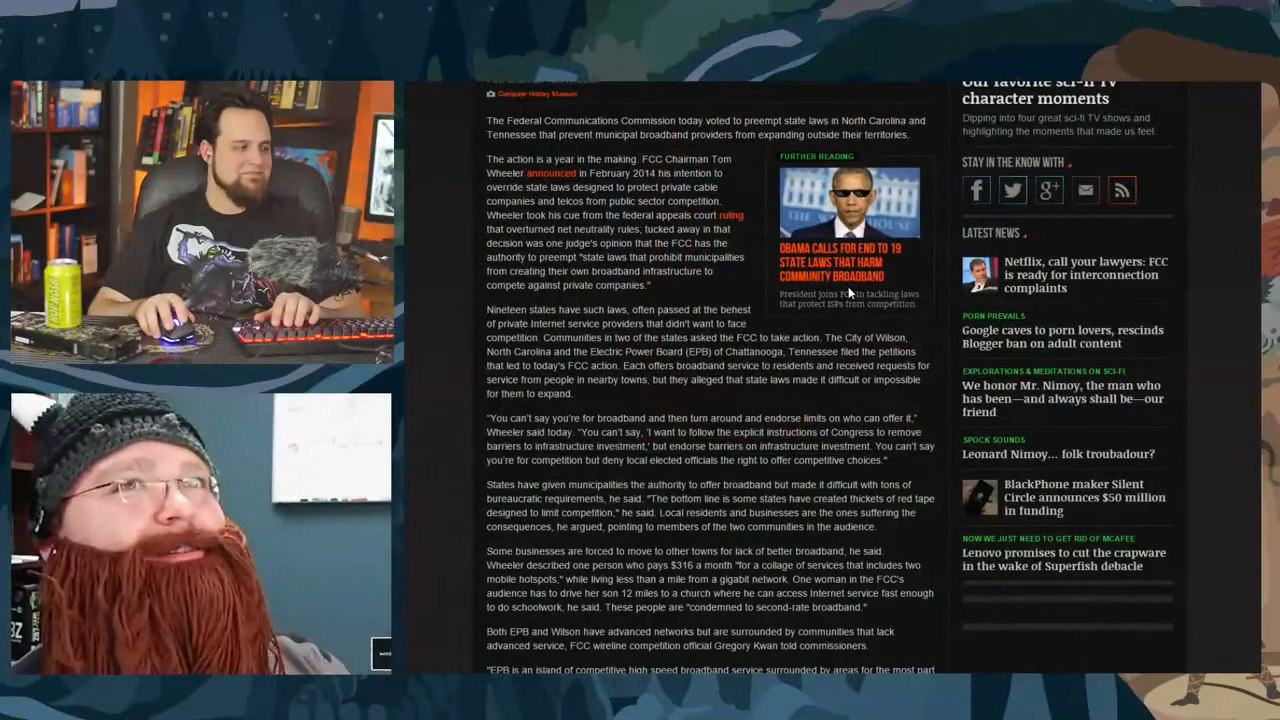 Computer History Museum
The Federal Communications Commission today voted to preempt state laws in North Carolina and
Tennessee that prevent municipal broadband providers from expanding outside their territories.
The action is a year in the making. FCC Chairman Tom
Wheeler announced in February 2014 his intention to
override state laws designed to protect private cable
companies and telcos from public sector competition.
Wheeler took his cue from the federal appeals court ruling
that overturned net neutrality rules; tucked away in that
decision was one judge's opinion that the FCC has the
authority to preempt "state laws that prohibit municipalities
from creating their own broadband infrastructure to
compete against private companies."
FURTHER READING
OBAMA CALLS FOR END TO 19
STATE LAWS THAT HARM
COMMUNITY BROADBAND
President joins in tackling laws
that protect ISPs from competition.
Nineteen states have such laws, often passed at the behest
of private Internet service providers that didn't want to face
competition. Communities in two of the states asked the FCC to take action. The City of Wilson,
North Carolina and the Electric Power Board (EPB) of Chattanooga, Tennessee filed the petitions
that led to today's FCC action. Each offers broadband service to residents and received requests for
service from people in nearby towns, but they alleged that state laws made it difficult or impossible
for them to expand.
"You can't say you're for broadband and then turn around and endorse limits on who can offer it,"
Wheeler said today. "You can't say, 'I want to follow the explicit instructions of Congress to remove
barriers to infrastructure investment,' but endorse barriers on infrastructure investment. You can't say
you're for competition but deny local elected officials the right to offer competitive choices."
States have given municipalities the authority to offer broadband but made it difficult with tons of
bureaucratic requirements, he said. "The bottom line is some states have created thickets of red tape
designed to limit competition," he said. Local residents and businesses are the ones suffering the
consequences, he argued, pointing to members of the two communities in the audience.
Some businesses are forced to move to other towns for lack of better broadband, he said.
Wheeler described one person who pays $316 a month "for a collage of services that includes two
mobile hotspots," while living less than a mile from a gigabit network. One woman in the FCC's
audience has to drive her son 12 miles to a church where he can access Internet service fast enough
to do schoolwork, he said. These people are "condemned to second-rate broadband."
Both EPB and Wilson have advanced networks but are surrounded by communities that lack
advanced service, FCC wireline competition official Gregory Kwan told commissioners.
"EPB is an island of competitive high speed broadband service surrounded by areas for the most part
Our favorite sci-fi TV
character moments
Dipping into four great sci-fi TV shows and
highlighting the moments that made us feel.
STAY IN THE KNOW WITH
LATEST NEWS
Netflix, call your lawyers: FCC
is ready for interconnection
complaints
PORN PREVAILS
Google caves to porn lovers, rescinds
Blogger ban on adult content
EXPLORATIONS & MEDITATIONS ON SCI-FI
We honor Mr. Nimoy, the man who
has been—and always shall be—our
friend
SPOCK SOUNDS
Leonard Nimoy... folk troubadour?
BlackPhone maker Silent
Circle announces $50 million
in funding
NOW WE JUST NEED TO GET RID OF MCAFEE
Lenovo promises to cut the crapware
in the wake of Superfish debacle